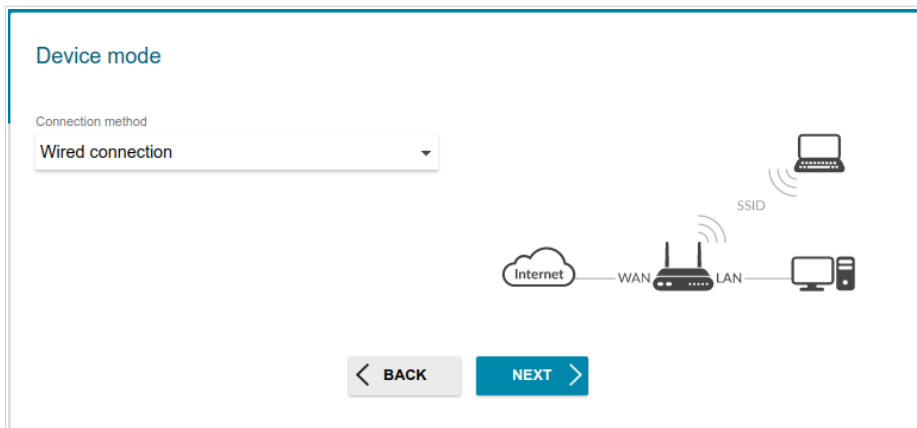 Device mode
Connection method
Wired connection
SSID
Internet
WAN
LAN
BACK
NEXT